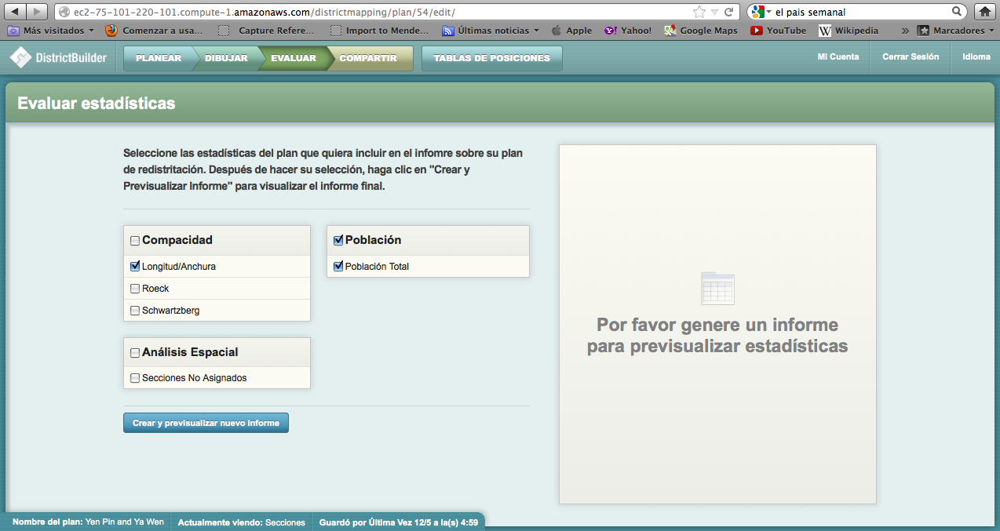 ec2-75-101-220-101.compute-1.amazonaws.com/districtmapping/plan/54/edit/
el pais semanal
Más visitados
Comenzar a usa...
Capture Refere...
Import to Mende...
Últimas noticias
Apple
Yahoo!
Google Maps
YouTube
Wikipedia
»
Marcadores
DistrictBuilder
PLANEAR
DIBUJAR
EVALUAR
COMPARTIR
TABLAS DE POSICIONES
Mi Cuenta
Cerrar Sesión
Idioma
Evaluar estadísticas
Seleccione las estadísticas del plan que quiera incluir en el infomre sobre su plan
de redistritación. Después de hacer su selección, haga clic en "Crear y
Previsualizar Informe" para visualizar el informe final.
Compacidad
Longitud/Anchura
Roeck
Schwartzberg
Población
Población Total
Análisis Espacial
Secciones No Asignados
Crear y previsualizar nuevo informe
Por favor genere un informe
para previsualizar estadísticas
Nombre del plan: Yen Pin and Ya Wen
Actualmente viendo: Secciones
Guardó por Última Vez 12/5 a la(s) 4:59